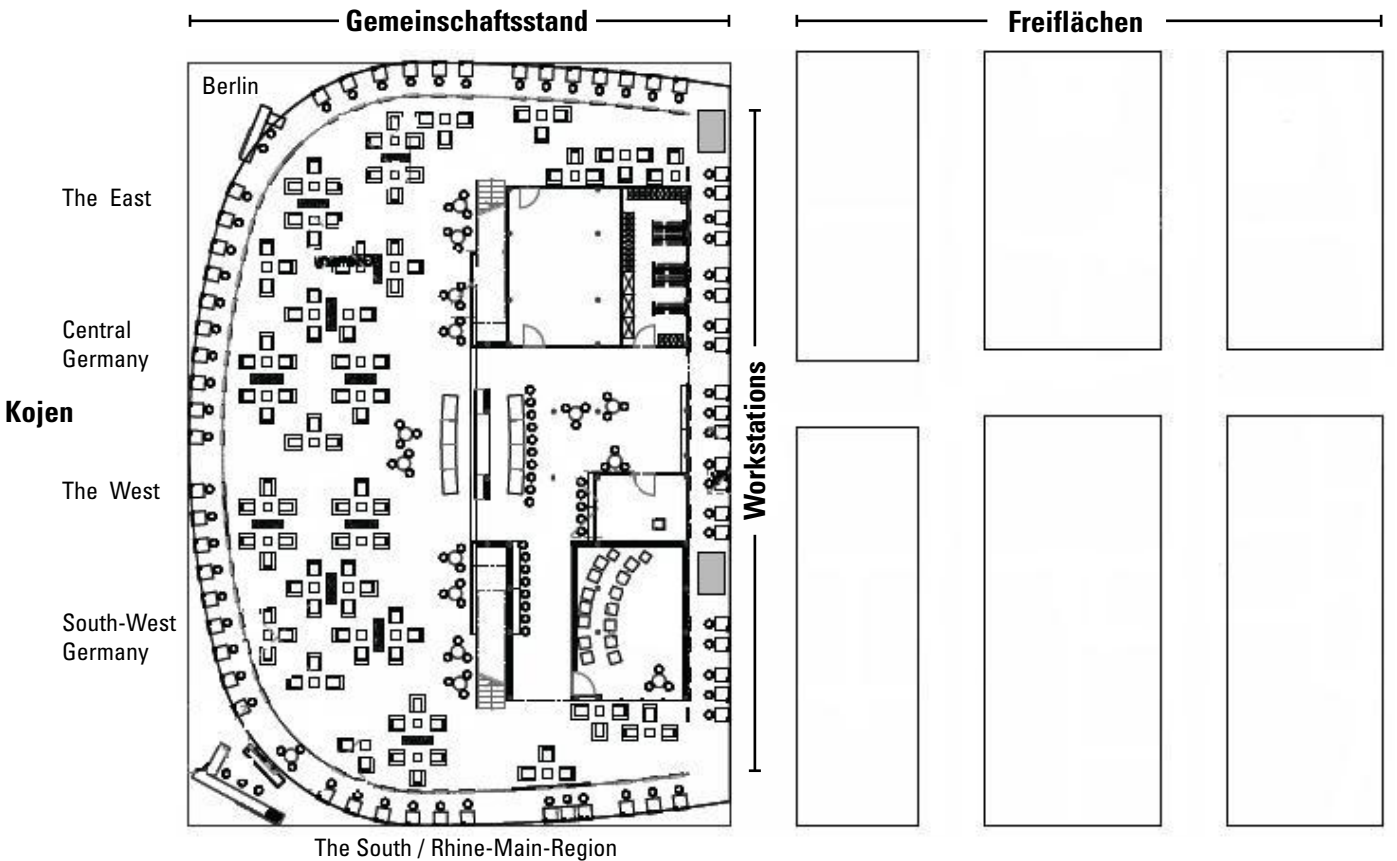 Gemeinschaftsstand
Freiflächen
Berlin
The East
Central
Germany
Kojen
The West
Workstations
South-West
Germany
The South / Rhine-Main-Region